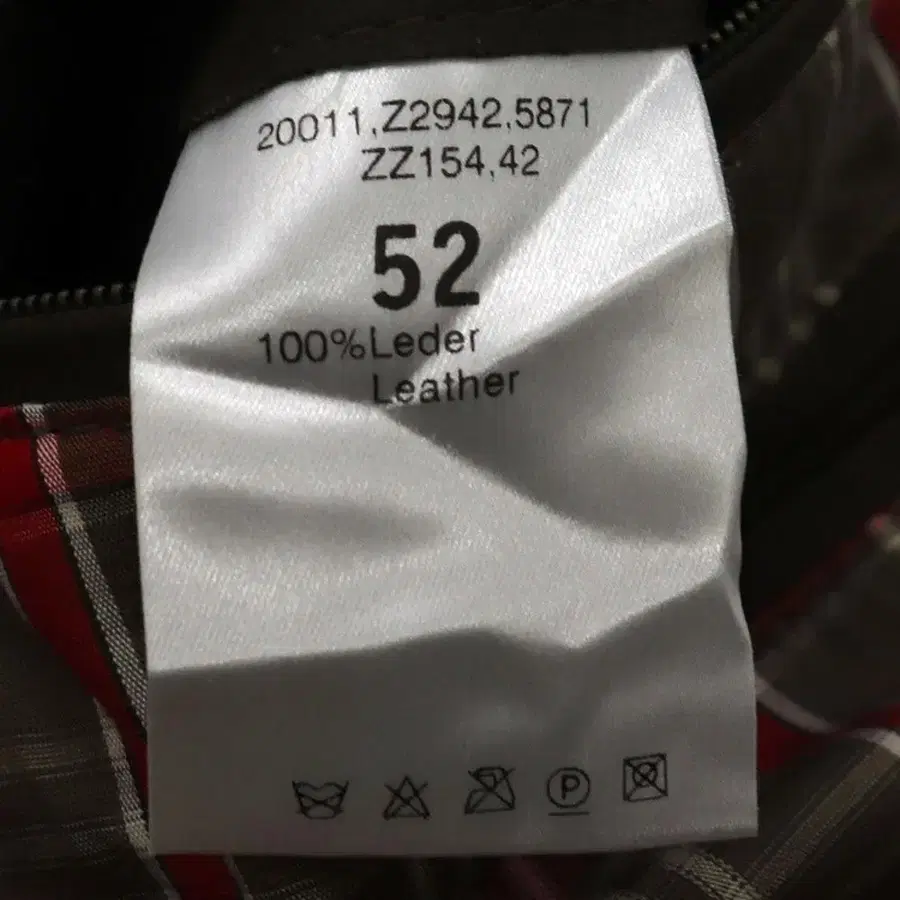 20011,Z2942,5871
ZZ154,42
52
100%Leder
Leather
P